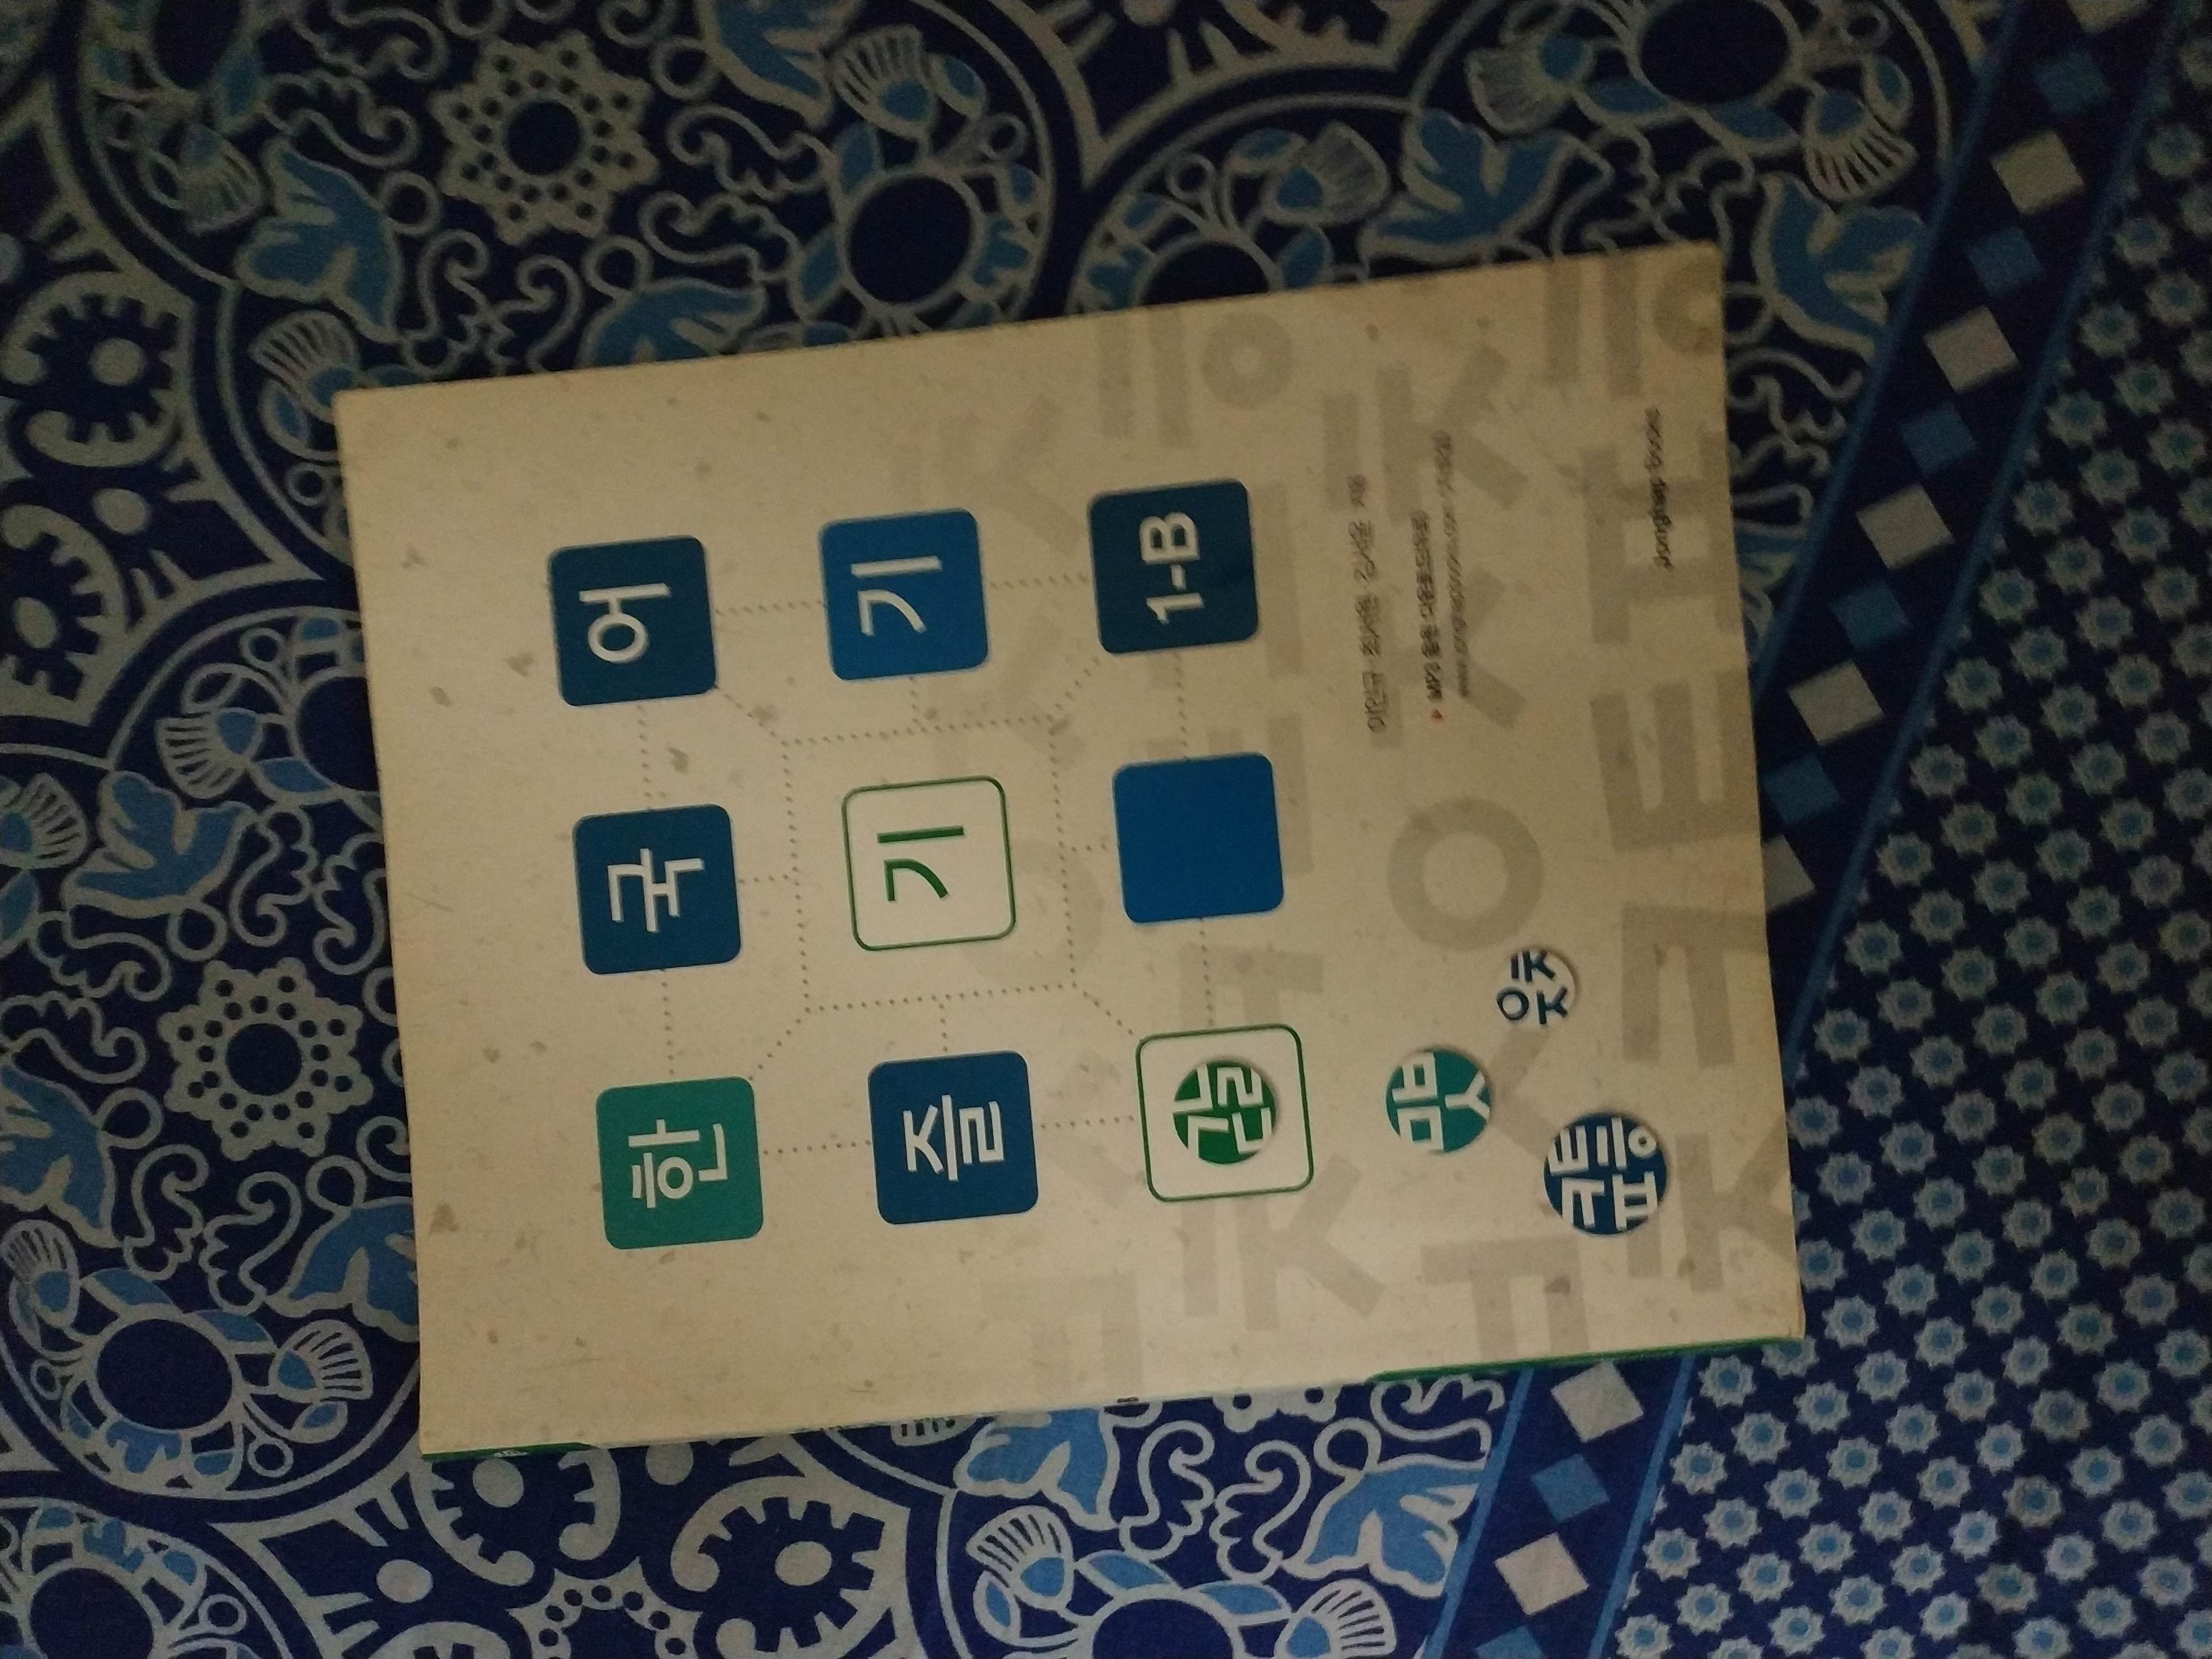 한 국 어
즐 기 기
1-B
이인규 · 최서원 · 김서윤 지음
▶ MP3 음원 다운로드(무료)
www.jonghapbooks.com
Jonghap Books